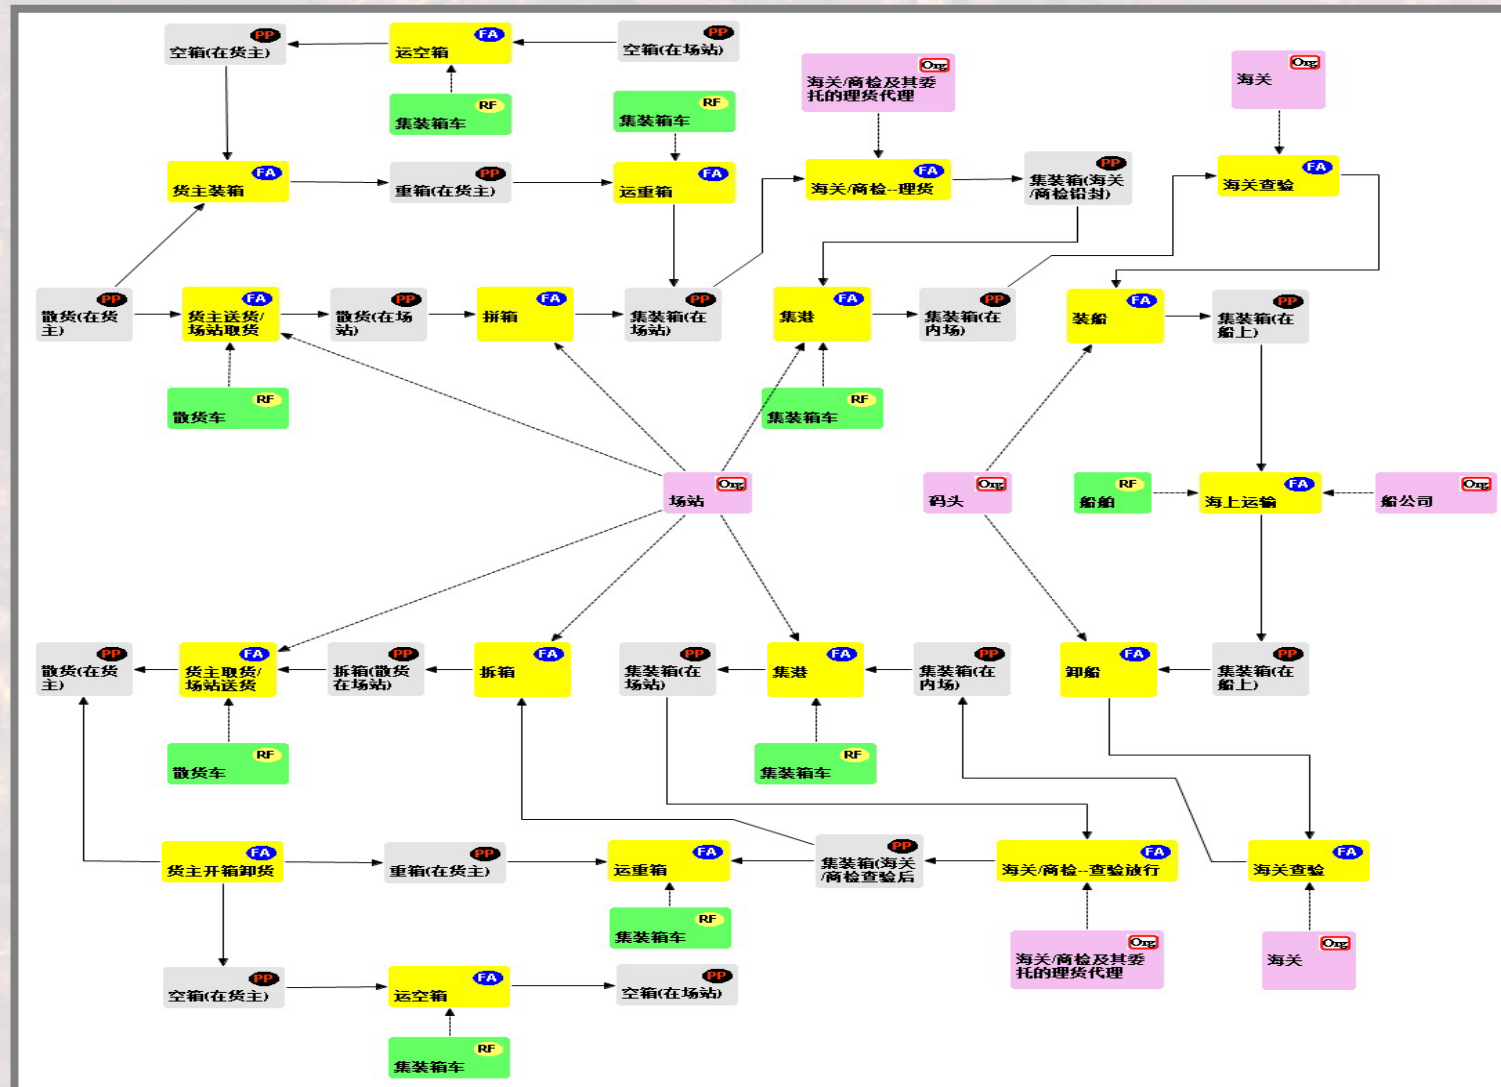 PP
空箱(在货主)
FA
运空箱
PP
空箱(在场站)
Org
海关/商检及其委
托的理货代理
Org
海关
RF
集装箱车
RF
集装箱车
FA
货主装箱
PP
重箱(在货主)
FA
运重箱
FA
海关/商检--理货
PP
集装箱(海关
/商检铅封)
FA
海关查验
PP
散货(在货
主)
FA
货主送货/
场站取货
PP
散货(在场
站)
FA
拼箱
PP
集装箱(在
场站)
FA
集港
PP
集装箱(在
内场)
FA
装船
PP
集装箱(在
船上)
RF
散货车
RF
集装箱车
Org
场站
Org
码头
RF
船舶
FA
海上运输
Org
船公司
PP
散货(在货
主)
FA
货主取货/
场站送货
PP
拆箱(散货
在场站)
FA
拆箱
PP
集装箱(在
场站)
FA
集港
PP
集装箱(在
内场)
FA
卸船
PP
集装箱(在
船上)
RF
散货车
RF
集装箱车
FA
货主开箱卸货
PP
重箱(在货主)
FA
运重箱
PP
集装箱(海关
/商检查验后
FA
海关/商检--查验放行
FA
海关查验
RF
集装箱车
Org
海关/商检及其委
托的理货代理
Org
海关
PP
空箱(在货主)
FA
运空箱
PP
空箱(在场站)
RF
集装箱车